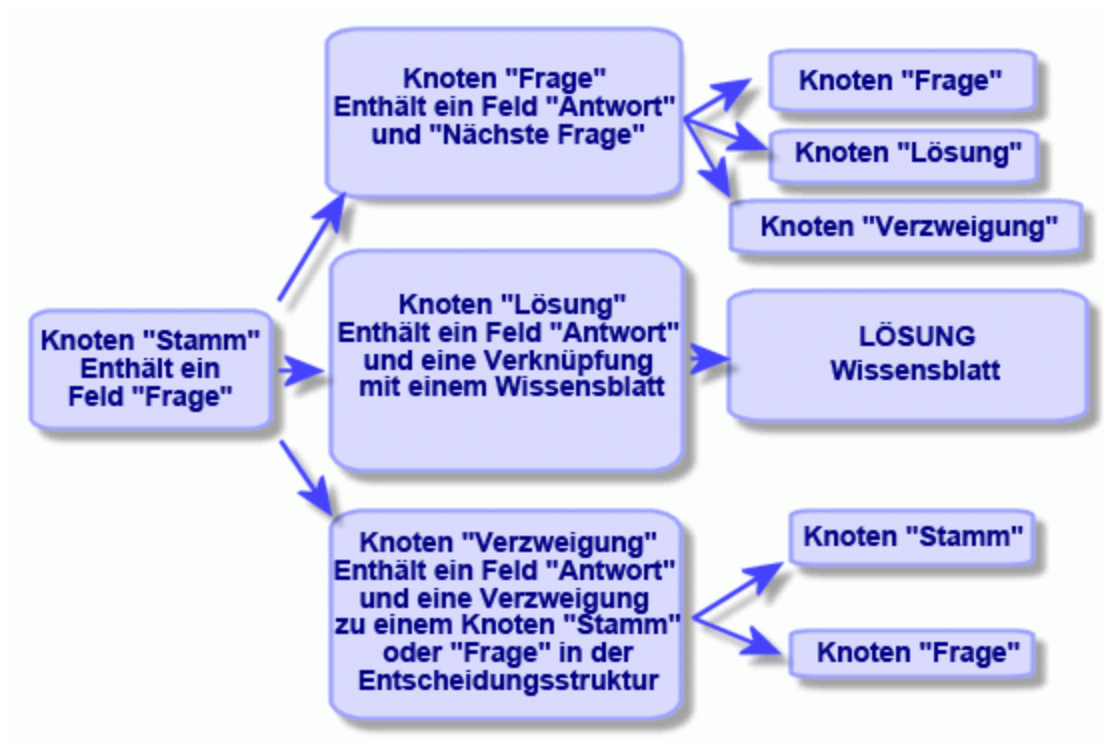 Knoten "Stamm"
Enthält ein
Feld "Frage"
Knoten "Frage"
Enthält ein Feld "Antwort"
und "Nächste Frage"
Knoten "Frage"
Knoten "Lösung"
Knoten "Verzweigung"
Knoten "Lösung"
Enthält ein Feld "Antwort"
und eine Verknüpfung
mit einem Wissensblatt
LÖSUNG
Wissensblatt
Knoten "Verzweigung"
Enthält ein Feld "Antwort"
und eine Verzweigung
zu einem Knoten "Stamm"
oder "Frage" in der
Entscheidungsstruktur
Knoten "Stamm"
Knoten "Frage"